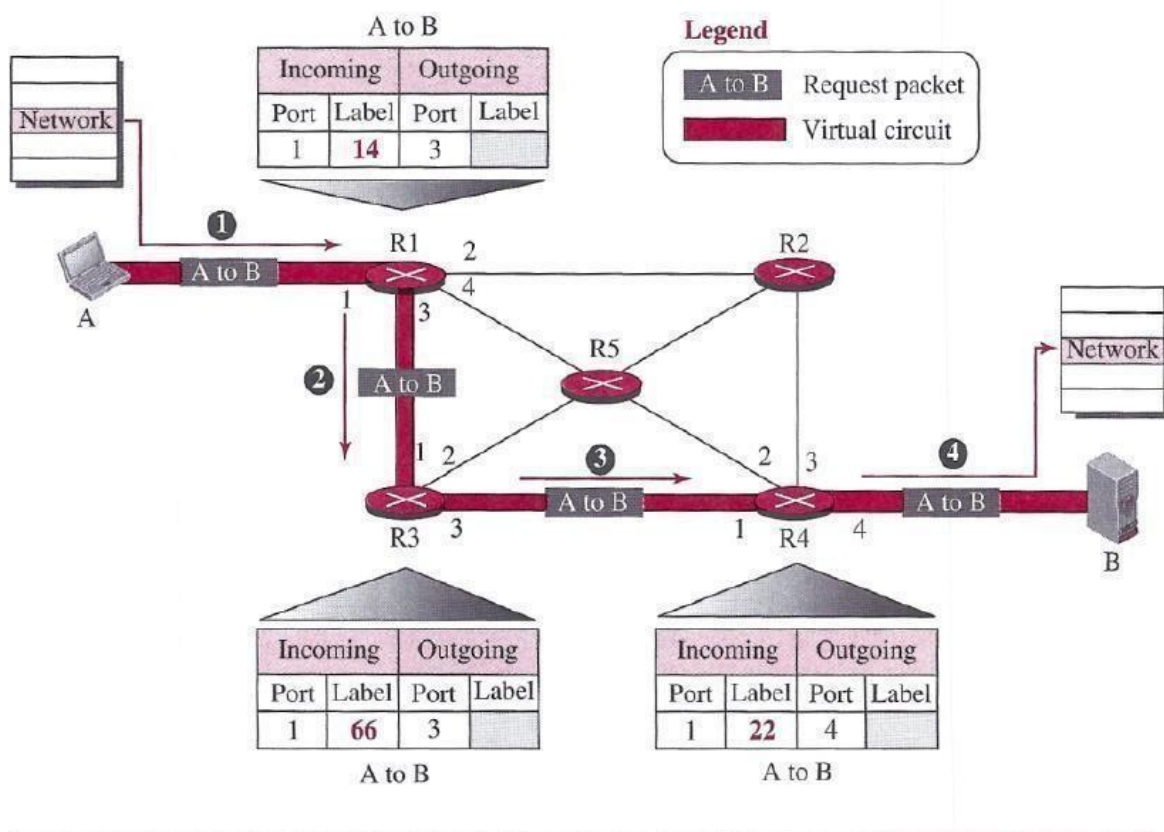 A to B
Incoming Outgoing
Port Label Port Label
1 14 3
Legend
A to B Request packet
Virtual circuit
Network
1
A to B
A
1
R1
2
4
3
R2
R5
2
A to B
1
2
R3
3
3
A to B
2
3
1
R4
4
4
A to B
Network
B
Incoming Outgoing
Port Label Port Label
1 66 3
A to B
Incoming Outgoing
Port Label Port Label
1 22 4
A to B